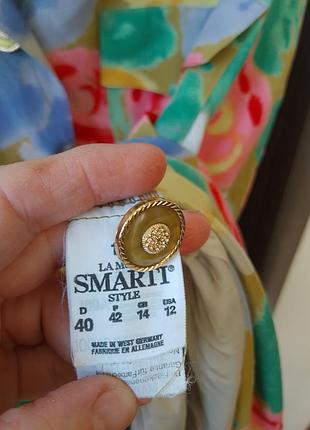 LA M
SMARTI®
STYLE
D F GB USA
40 42 14 12
MADE IN WEST GERMANY
FABRIQUE EN ALLEMAGNE